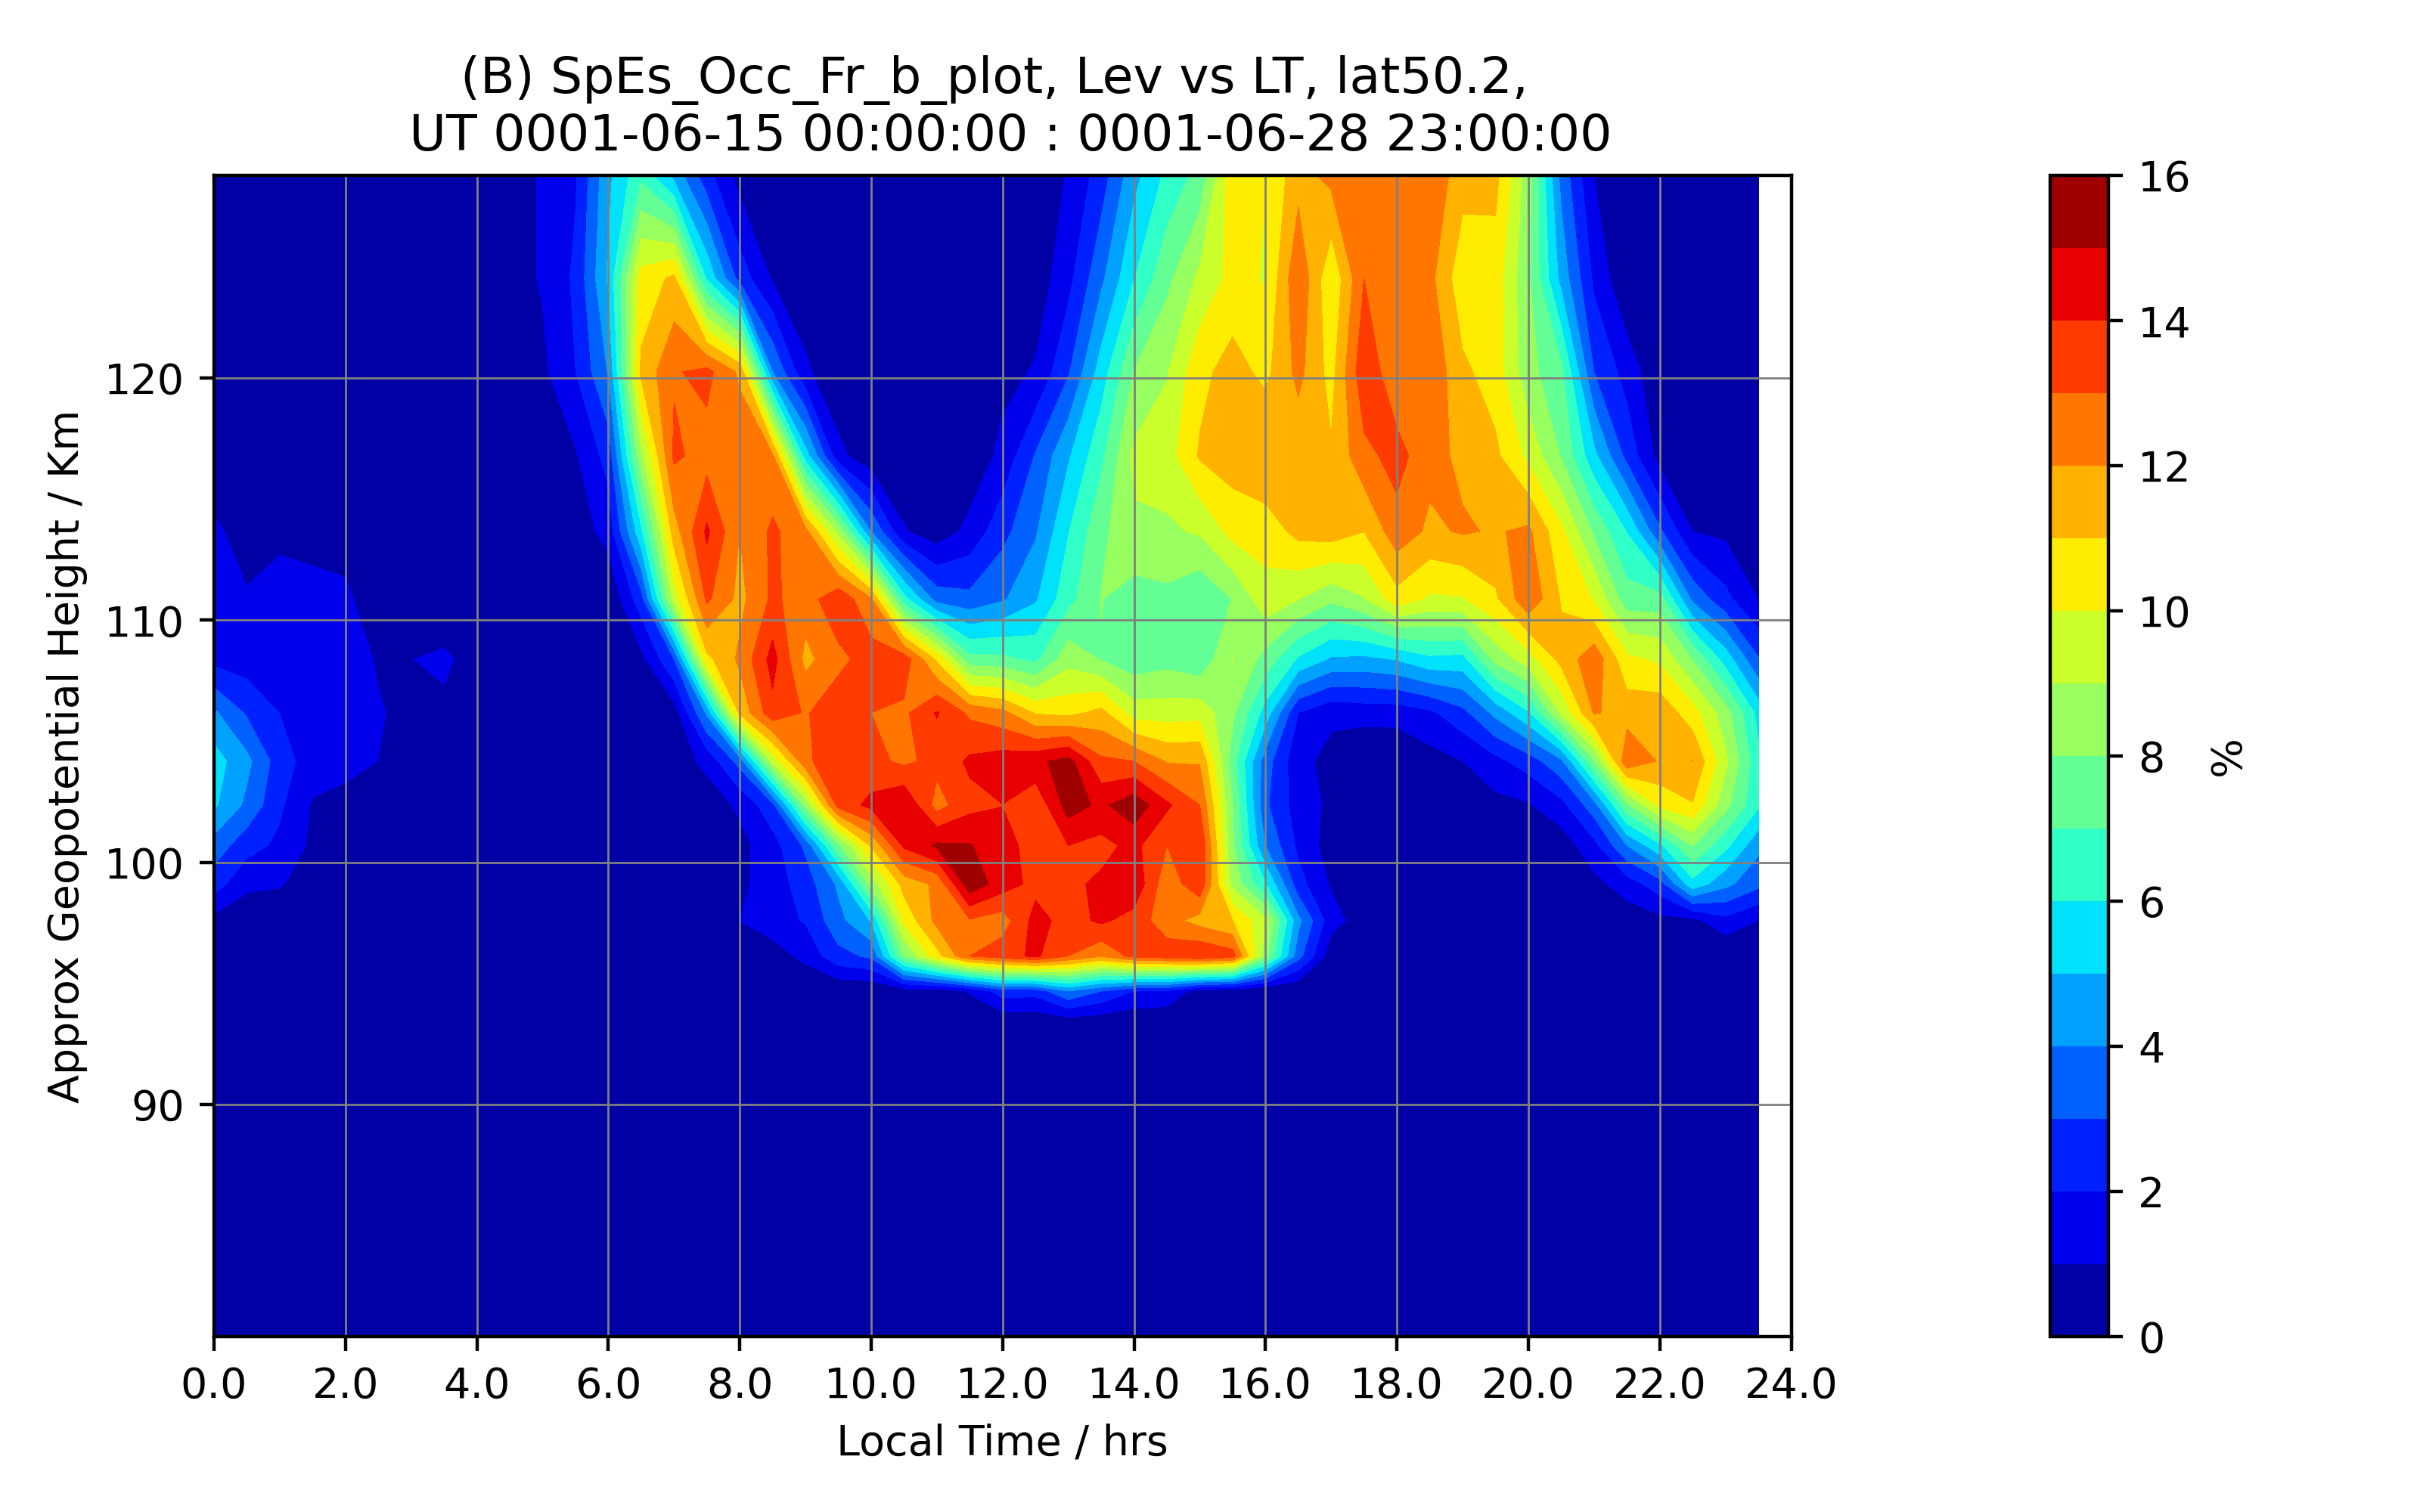 (B) SpEs_Occ_Fr_b_plot, Lev vs LT, lat50.2,
UT 0001-06-15 00:00:00 : 0001-06-28 23:00:00
Approx Geopotential Height / Km
120
110
100
90
0.0 2.0 4.0 6.0 8.0 10.0 12.0 14.0 16.0 18.0 20.0 22.0 24.0
Local Time / hrs
16
14
12
10
8
6
4
2
0
%